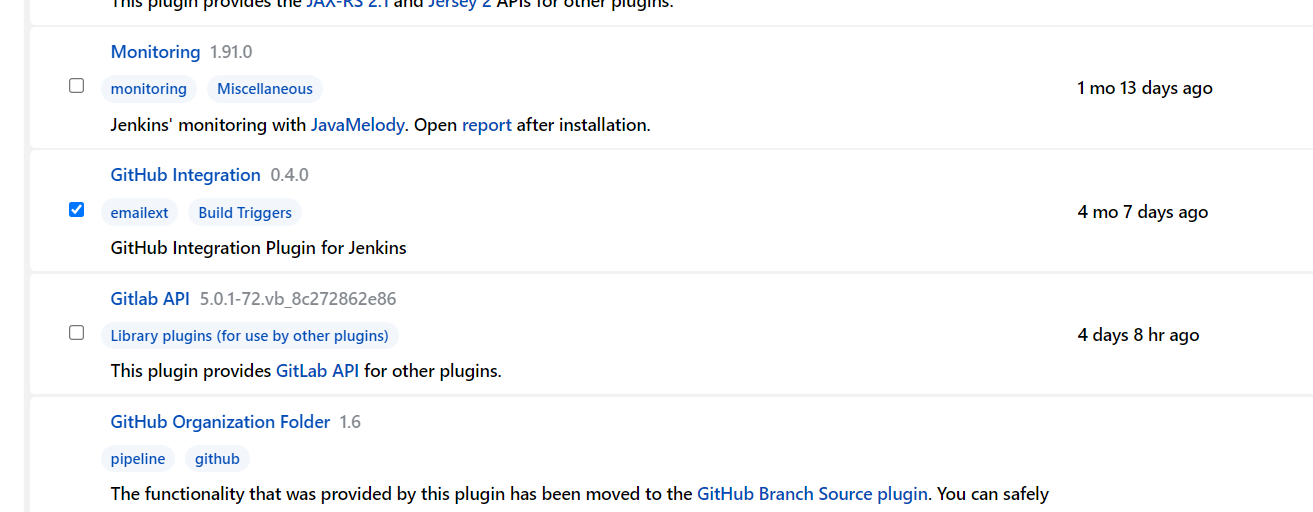 This plugin provides the JAX-RS 2.1 and Jersey 2 APIs for other plugins.
Monitoring 1.91.0
monitoring Miscellaneous
1 mo 13 days ago
Jenkins' monitoring with JavaMelody. Open report after installation.
GitHub Integration 0.4.0
emailext Build Triggers
4 mo 7 days ago
GitHub Integration Plugin for Jenkins
Gitlab API 5.0.1-72.vb_8c272862e86
Library plugins (for use by other plugins)
4 days 8 hr ago
This plugin provides GitLab API for other plugins.
GitHub Organization Folder 1.6
pipeline github
The functionality that was provided by this plugin has been moved to the GitHub Branch Source plugin. You can safely